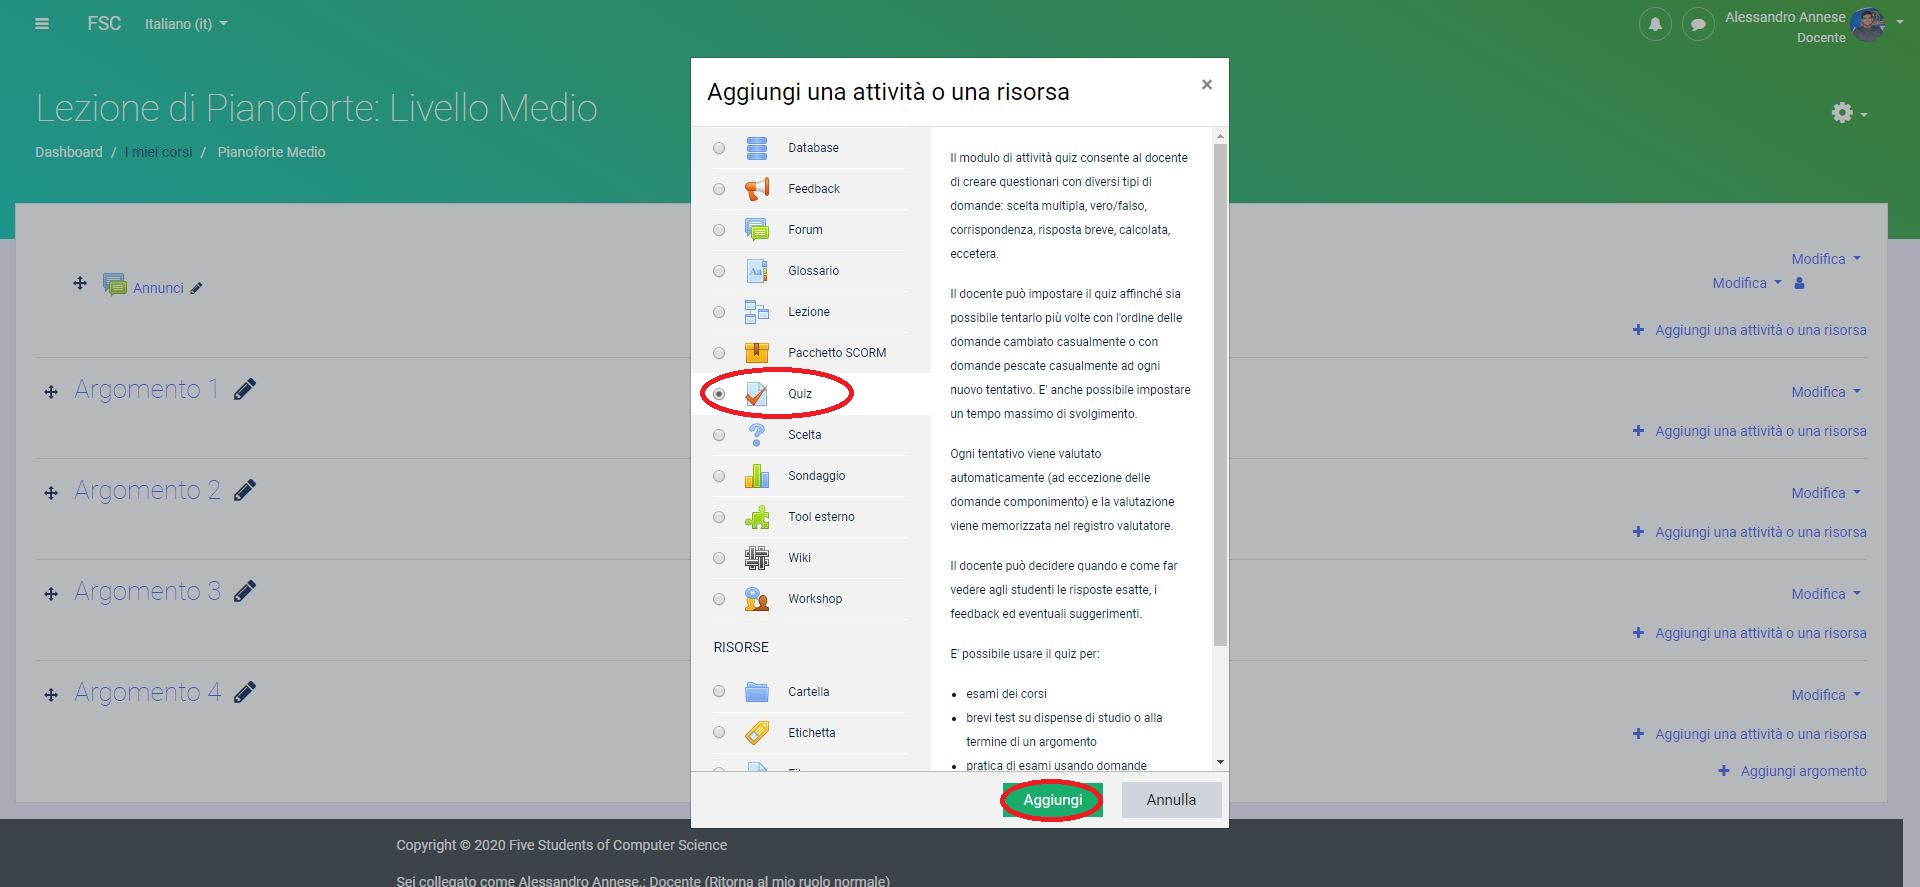 FSC
Italiano (it)
Alessandro Annese
Docente
Lezione di Pianoforte: Livello Medio
Dashboard / I miei corsi / Pianoforte Medio
Annunci
Modifica
Modifica
Aggiungi una attività o una risorsa
Argomento 1
Modifica
Aggiungi una attività o una risorsa
Argomento 2
Modifica
Aggiungi una attività o una risorsa
Argomento 3
Modifica
Aggiungi una attività o una risorsa
Argomento 4
Modifica
Aggiungi una attività o una risorsa
Aggiungi argomento
Aggiungi una attività o una risorsa
×
Database
Feedback
Forum
Glossario
Lezione
Pacchetto SCORM
Quiz
Scelta
Sondaggio
Tool esterno
Wiki
Workshop
RISORSE
Cartella
Etichetta
Il modulo di attività quiz consente al docente
di creare questionari con diversi tipi di
domande: scelta multipla, vero/falso,
corrispondenza, risposta breve, calcolata,
eccetera.
Il docente può impostare il quiz affinché sia
possibile tentarlo più volte con l'ordine delle
domande cambiato casualmente o con
domande pescate casualmente ad ogni
nuovo tentativo. E' anche possibile impostare
un tempo massimo di svolgimento.
Ogni tentativo viene valutato
automaticamente (ad eccezione delle
domande componimento) e la valutazione
viene memorizzata nel registro valutatore.
Il docente può decidere quando e come far
vedere agli studenti le risposte esatte, i
feedback ed eventuali suggerimenti.
E' possibile usare il quiz per:
• esami dei corsi
• brevi test su dispense di studio o alla
termine di un argomento
• pratica di esami usando domande
Aggiungi
Annulla
Copyright © 2020 Five Students of Computer Science
Sei collegato come Alessandro Annese.: Docente (Ritorna al mio ruolo normale)